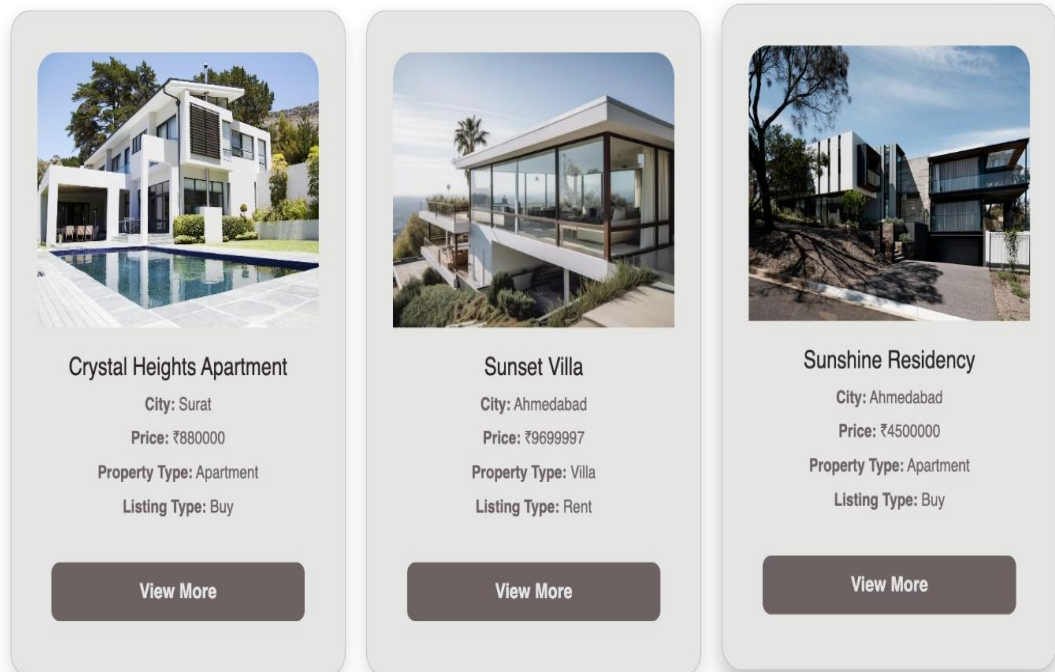 Crystal Heights Apartment
City: Surat
Price: ₹880000
Property Type: Apartment
Listing Type: Buy
View More
Sunset Villa
City: Ahmedabad
Price: ₹9699997
Property Type: Villa
Listing Type: Rent
View More
Sunshine Residency
City: Ahmedabad
Price: ₹4500000
Property Type: Apartment
Listing Type: Buy
View More